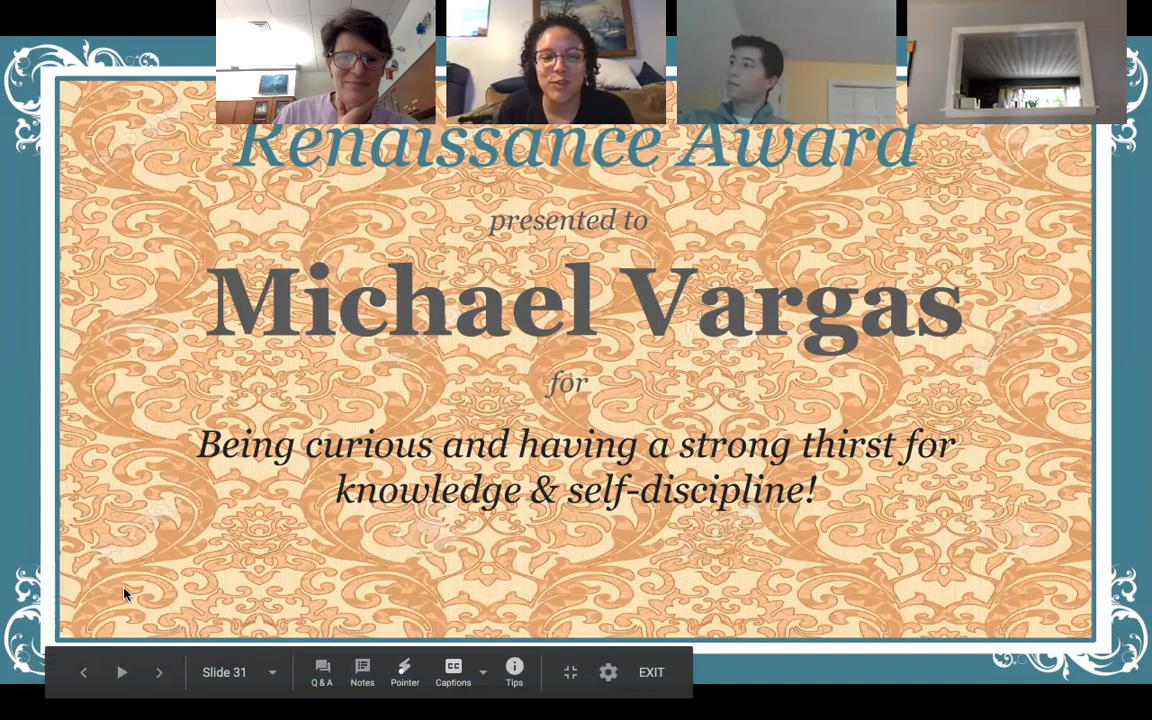 Renaissance Award
presented to
Michael Vargas
for
Being curious and having a strong thirst for
knowledge & self-discipline!
Slide 31
Q & A
Notes
Pointer
CC
Captions
Tips
EXIT